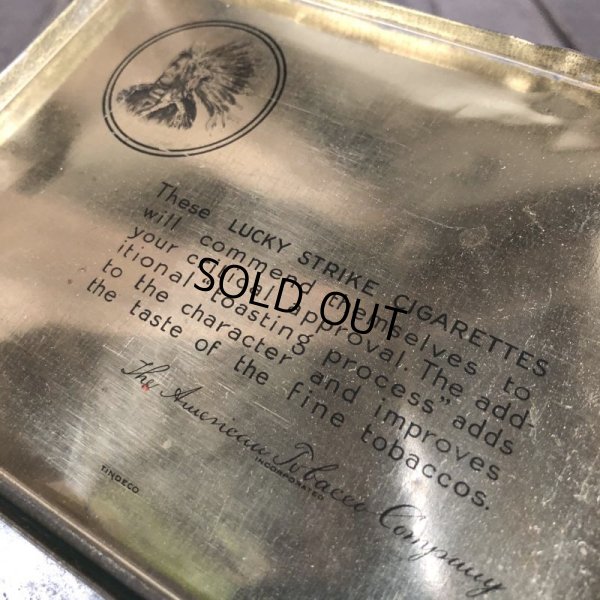 These LUCKY STRIKE CIGARETTES
will commend themselves to
your critical approval. The add-
itional "toasting process" adds
to the character and improves
the taste of the fine tobaccos.
The American Tobacco Company
INCORPORATED
TINDECO
SOLD OUT